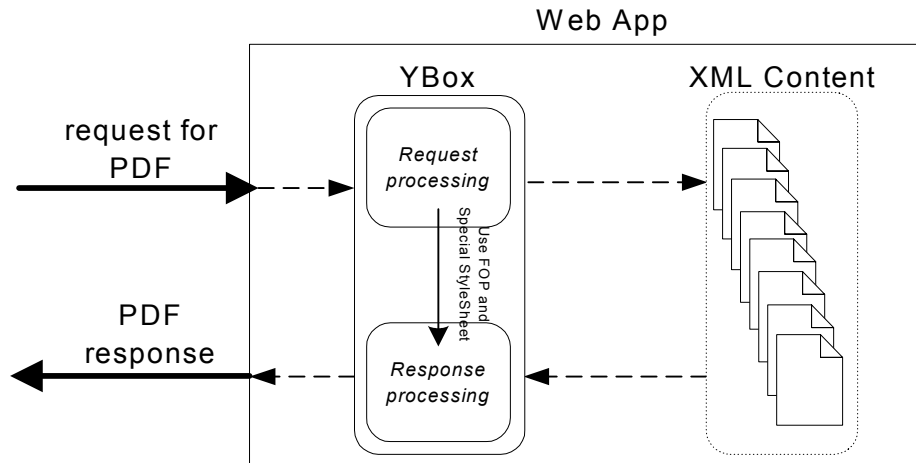 Web App
YBox
XML Content
request for
PDF
Request
processing
Use FOP and
Special StyleSheet
PDF
response
Response
processing